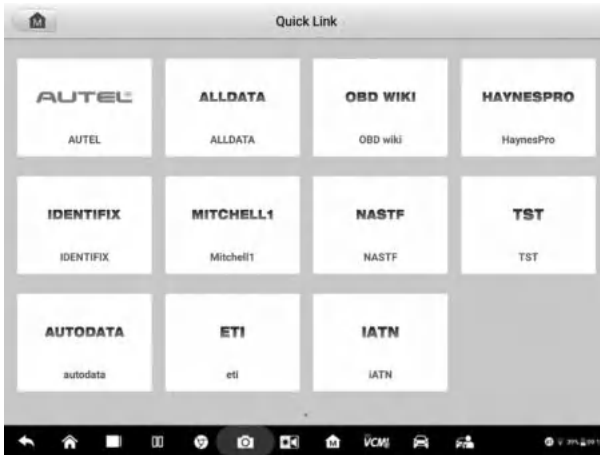 M
Quick Link
AUTEL
ALLDATA
OBD WIKI
HAYNESPRO
AUTEL
ALLDATA
OBD wiki
HaynesPro
IDENTIFIX
MITCHELL1
NASTF
TST
IDENTIFIX
Mitchell1
NASTF
TST
AUTODATA
ETI
IATN
autodata
eti
iATN
M
VCMI